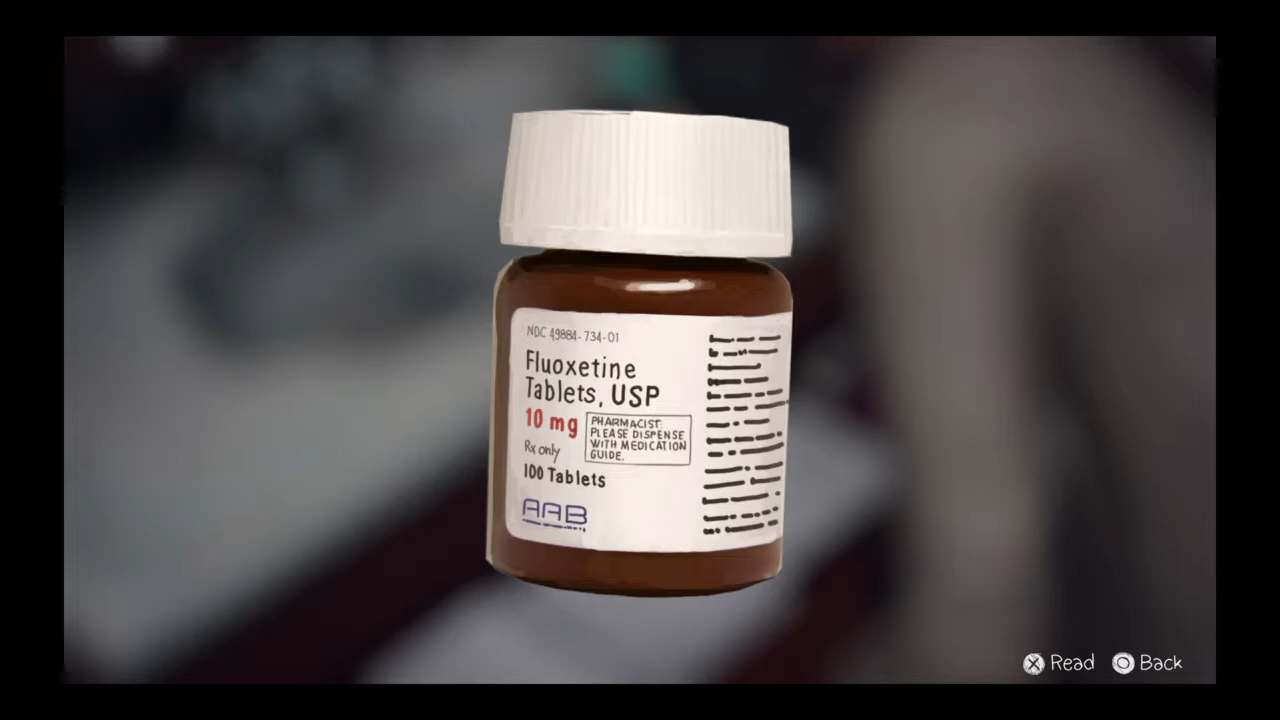 NDC 49884-734-01
Fluoxetine
Tablets, USP
10 mg
PHARMACIST:
PLEASE DISPENSE
WITH MEDICATION
GUIDE.
Rx only
100 Tablets
AAB
Read
Back